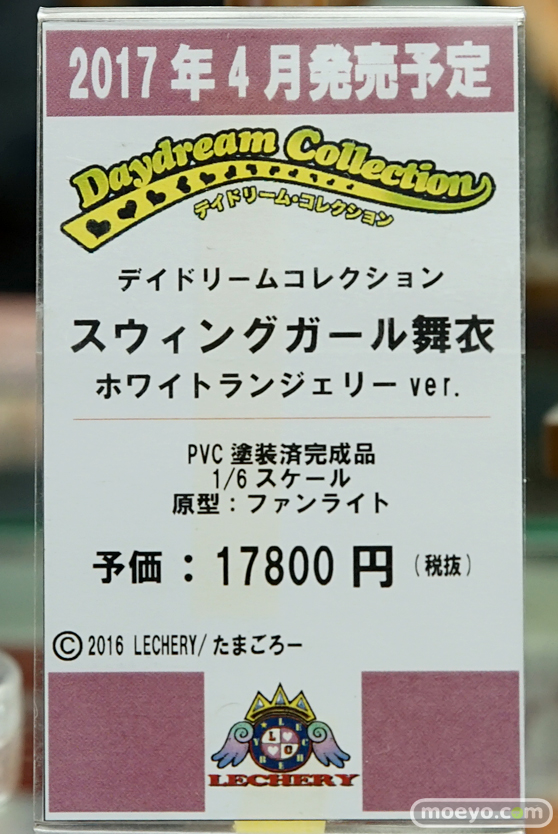 2017年4月発売予定
Daydream Collection
デイドリーム・コレクション
デイドリームコレクション
スウィングガール舞衣
ホワイトランジェリー ver.
PVC 塗装済完成品
1/6 スケール
原型：ファンライト
予価：17800 円（税抜）
©2016 LECHERY/たまごろー
LECHERY
LECHERY
moeyo.com